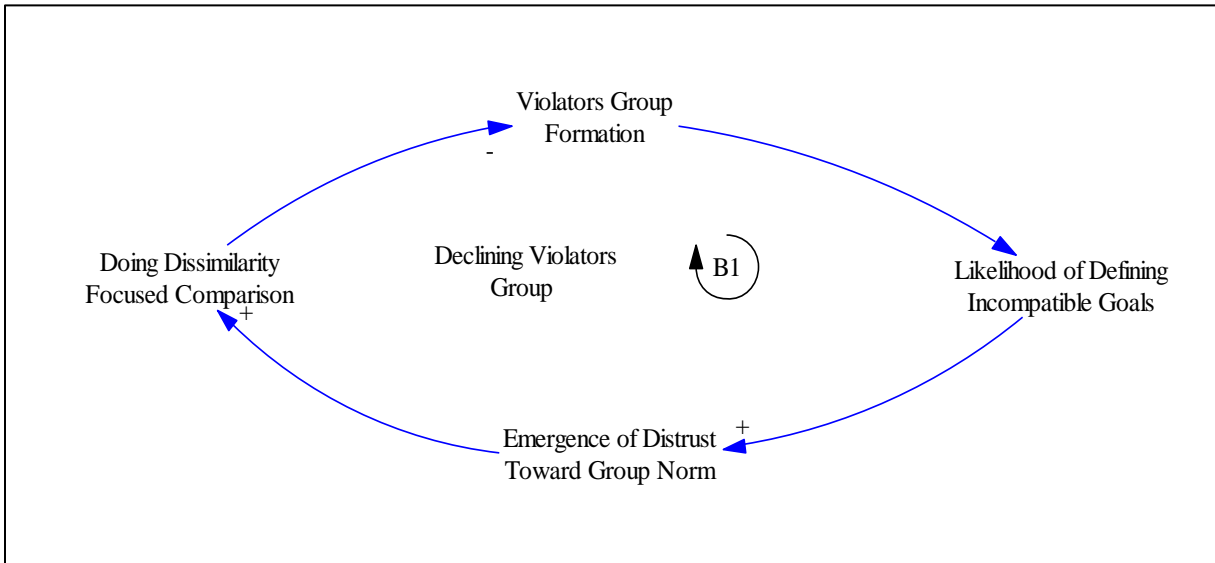 Violators Group
Formation
-
Doing Dissimilarity
Focused Comparison
+
Declining Violators
Group
B1
Likelihood of Defining
Incompatible Goals
+
Emergence of Distrust
Toward Group Norm